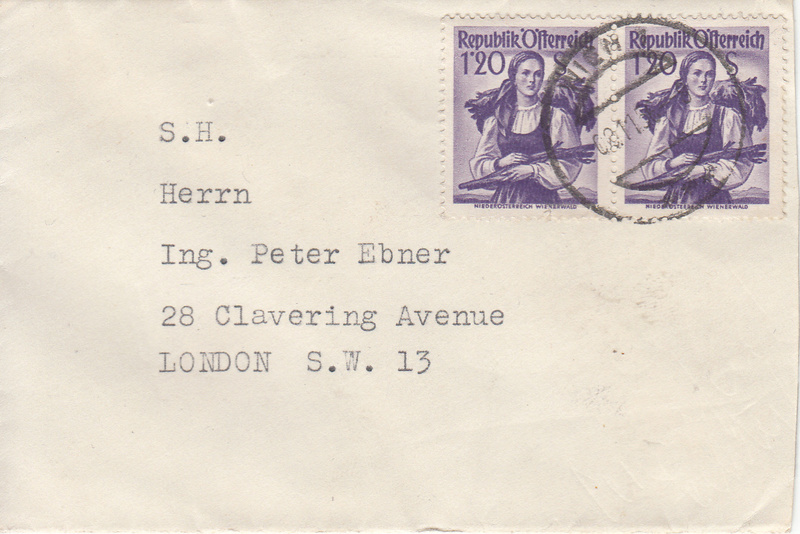 Republik Österreich Republik Österreich
1'20 S 1'20 S
WIEN
NIEDERÖSTERREICH WIENERWALD NIEDERÖSTERREICH WIENERWALD
S.H.
Herrn
Ing. Peter Ebner
28 Clavering Avenue
LONDON S.W. 13